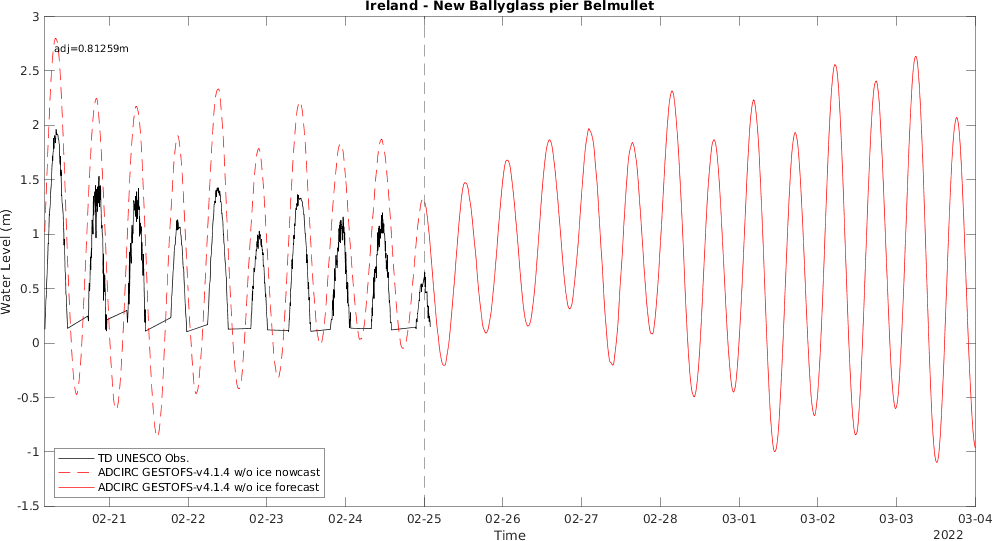 Ireland - New Ballyglass pier Belmullet
adj=0.81259m
3
2.5
2
1.5
1
0.5
0
-0.5
-1
-1.5
Water Level (m)
TD UNESCO Obs.
ADCIRC GESTOFS-v4.1.4 w/o ice nowcast
ADCIRC GESTOFS-v4.1.4 w/o ice forecast
02-21 02-22 02-23 02-24 02-25 02-26 02-27 02-28 03-01 03-02 03-03 03-04
Time
2022